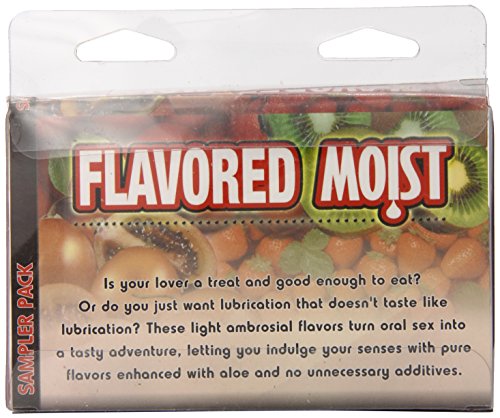 FLAVORED MOIST
Is your lover a treat and good enough to eat?
Or do you just want lubrication that doesn't taste like
lubrication? These light ambrosial flavors turn oral sex into
a tasty adventure, letting you indulge your senses with pure
flavors enhanced with aloe and no unnecessary additives.
SAMPLER PACK